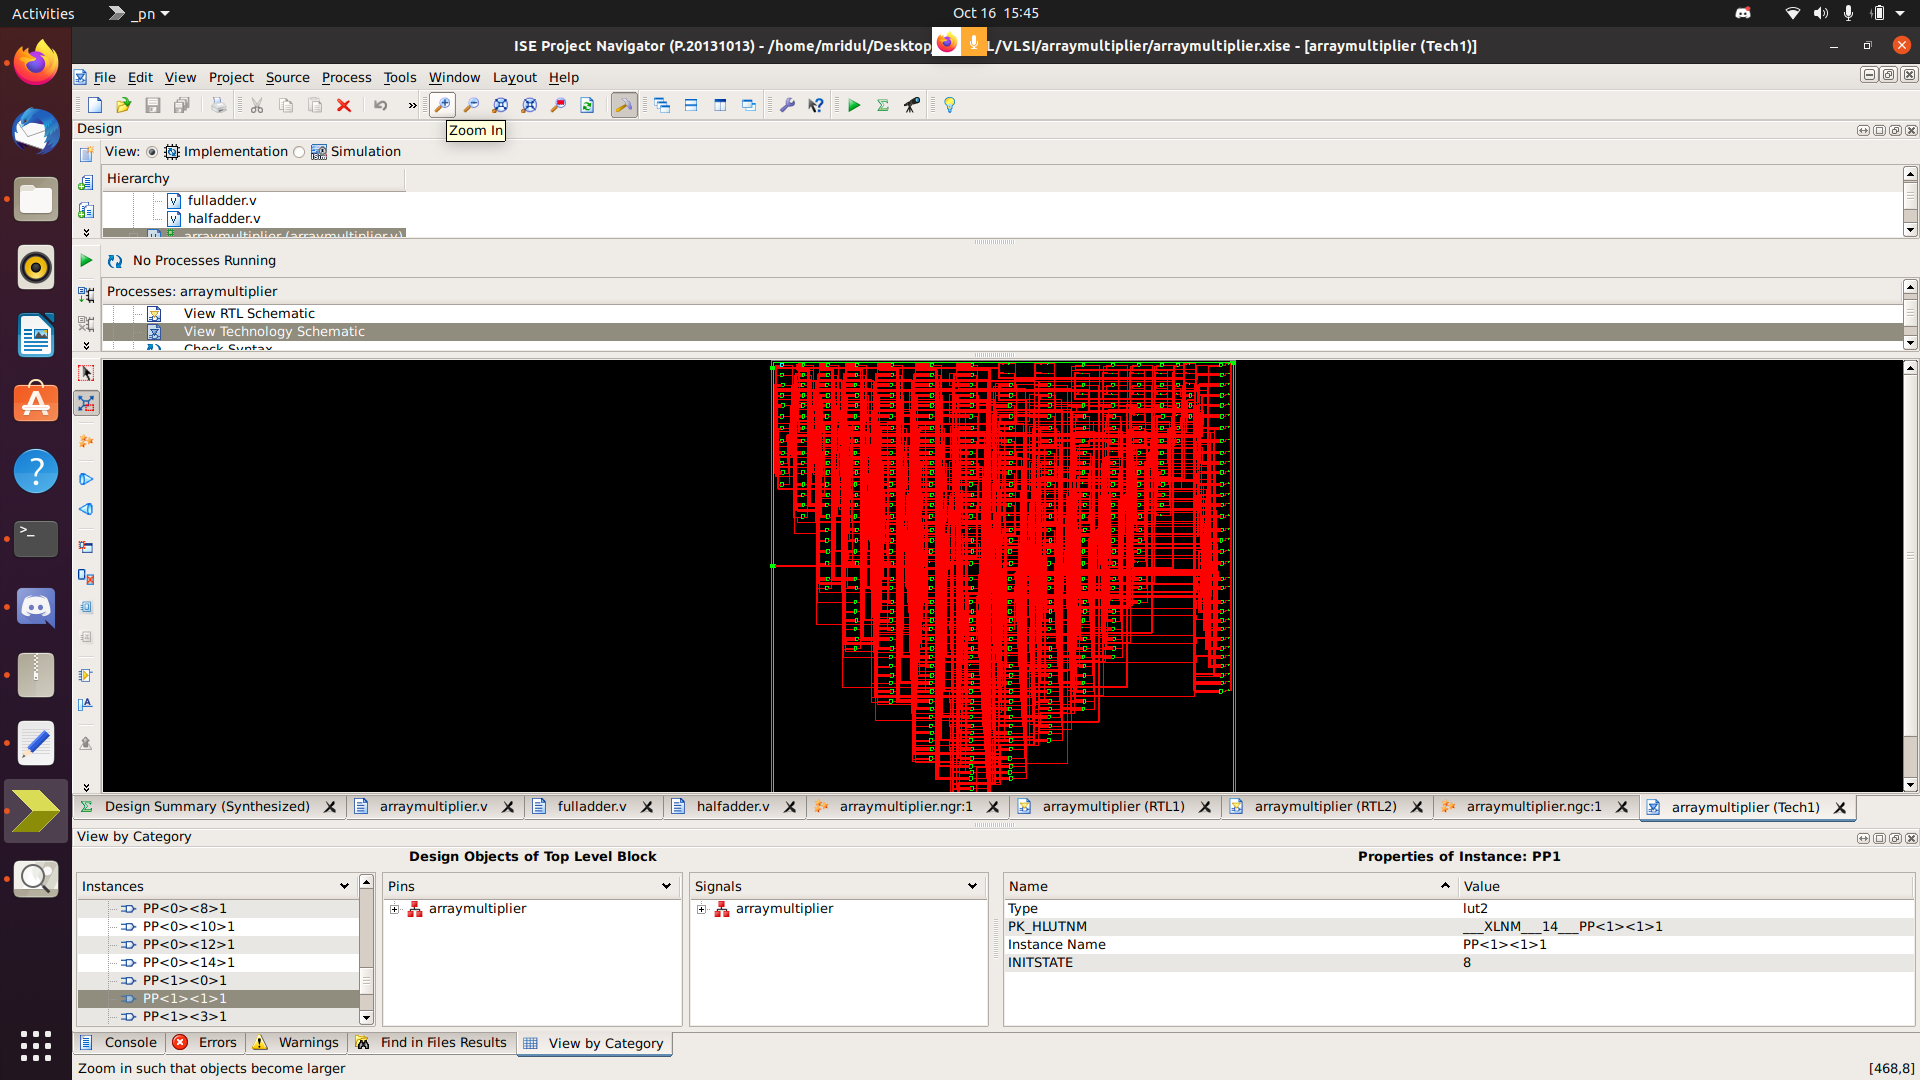 Activities
_pn
Oct 16 15:45
ISE Project Navigator (P.20131013) - /home/mridul/Desktop
L/VLSI/arraymultiplier/arraymultiplier.xise - [arraymultiplier (Tech1)]
File Edit View Project Source Process Tools Window Layout Help
Zoom In
Design
View: Implementation Simulation
Hierarchy
fulladder.v
halfadder.v
arraymultiplier (arraymultiplier.v)
No Processes Running
Processes: arraymultiplier
View RTL Schematic
View Technology Schematic
Check Syntax
Design Summary (Synthesized)
arraymultiplier.v
fulladder.v
halfadder.v
arraymultiplier.ngr:1
arraymultiplier (RTL1)
arraymultiplier (RTL2)
arraymultiplier.ngc:1
arraymultiplier (Tech1)
View by Category
Design Objects of Top Level Block
Properties of Instance: PP1
Instances
PP<0><8>1
PP<0><10>1
PP<0><12>1
PP<0><14>1
PP<1><0>1
PP<1><1>1
PP<1><3>1
Pins
arraymultiplier
Signals
arraymultiplier
Name Value
Type lut2
PK_HLUTNM ___XLNM___14___PP<1><1>1
Instance Name PP<1><1>1
INITSTATE 8
Console
Errors
Warnings
Find in Files Results
View by Category
Zoom in such that objects become larger
[468,8]